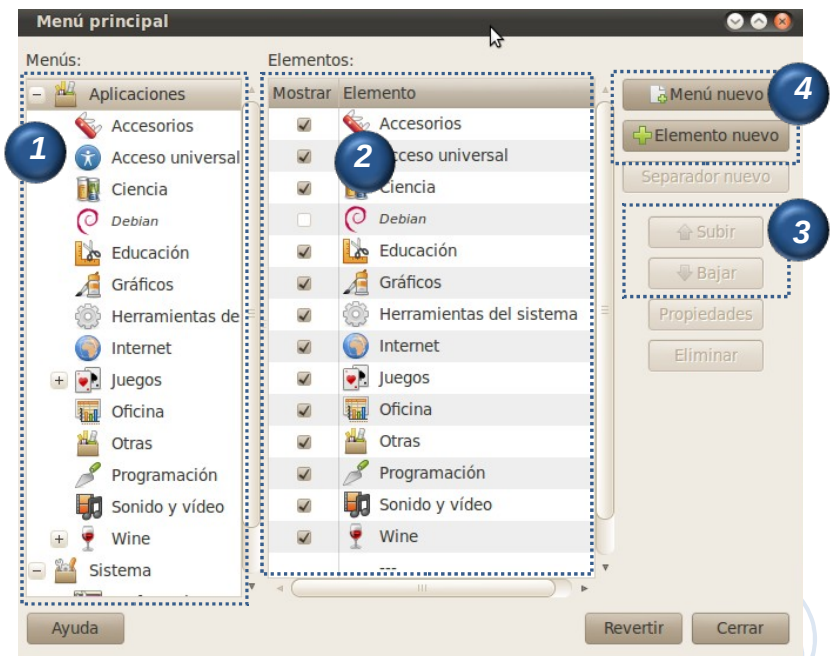 Menú principal
Menús:
Elementos:
Aplicaciones
Accesorios
Acceso universal
Ciencia
Debian
Educación
Gráficos
Herramientas de
Internet
Juegos
Oficina
Otras
Programación
Sonido y vídeo
Wine
Sistema
1
Mostrar Elemento
Accesorios
universal
Ciencia
Debian
Educación
Gráficos
Herramientas del sistema
Internet
Juegos
Oficina
Otras
Programación
Sonido y vídeo
Wine
---
2
Menú nuevo
Elemento nuevo
4
Separador nuevo
Subir
Bajar
3
Propiedades
Eliminar
Ayuda
Revertir
Cerrar